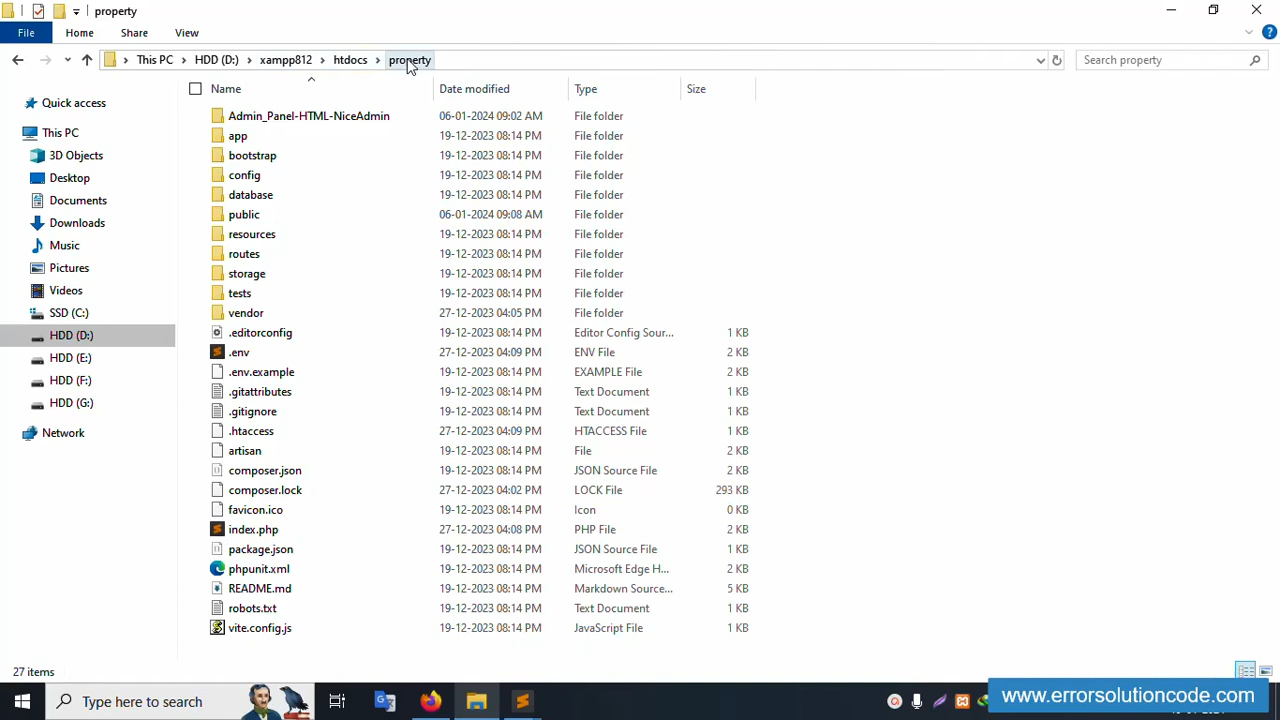 property
File Home Share View
This PC HDD (D:) xampp812 htdocs property Search property
Name Date modified Type Size
Admin_Panel-HTML-NiceAdmin 06-01-2024 09:02 AM File folder
app 19-12-2023 08:14 PM File folder
bootstrap 19-12-2023 08:14 PM File folder
config 19-12-2023 08:14 PM File folder
database 19-12-2023 08:14 PM File folder
public 06-01-2024 09:08 AM File folder
resources 19-12-2023 08:14 PM File folder
routes 19-12-2023 08:14 PM File folder
storage 19-12-2023 08:14 PM File folder
tests 19-12-2023 08:14 PM File folder
vendor 27-12-2023 04:05 PM File folder
.editorconfig 19-12-2023 08:14 PM Editor Config Sour... 1 KB
.env 27-12-2023 04:09 PM ENV File 2 KB
.env.example 19-12-2023 08:14 PM EXAMPLE File 2 KB
.gitattributes 19-12-2023 08:14 PM Text Document 1 KB
.gitignore 19-12-2023 08:14 PM Text Document 1 KB
.htaccess 27-12-2023 04:09 PM HTACCESS File 1 KB
artisan 19-12-2023 08:14 PM File 2 KB
composer.json 19-12-2023 08:14 PM JSON Source File 2 KB
composer.lock 27-12-2023 04:02 PM LOCK File 293 KB
favicon.ico 19-12-2023 08:14 PM Icon 0 KB
index.php 27-12-2023 04:08 PM PHP File 2 KB
package.json 19-12-2023 08:14 PM JSON Source File 1 KB
phpunit.xml 19-12-2023 08:14 PM Microsoft Edge H... 2 KB
README.md 19-12-2023 08:14 PM Markdown Source... 5 KB
robots.txt 19-12-2023 08:14 PM Text Document 1 KB
vite.config.js 19-12-2023 08:14 PM JavaScript File 1 KB
Quick access
This PC
3D Objects
Desktop
Documents
Downloads
Music
Pictures
Videos
SSD (C:)
HDD (D:)
HDD (E:)
HDD (F:)
HDD (G:)
Network
27 items
Type here to search
www.errorsolutioncode.com